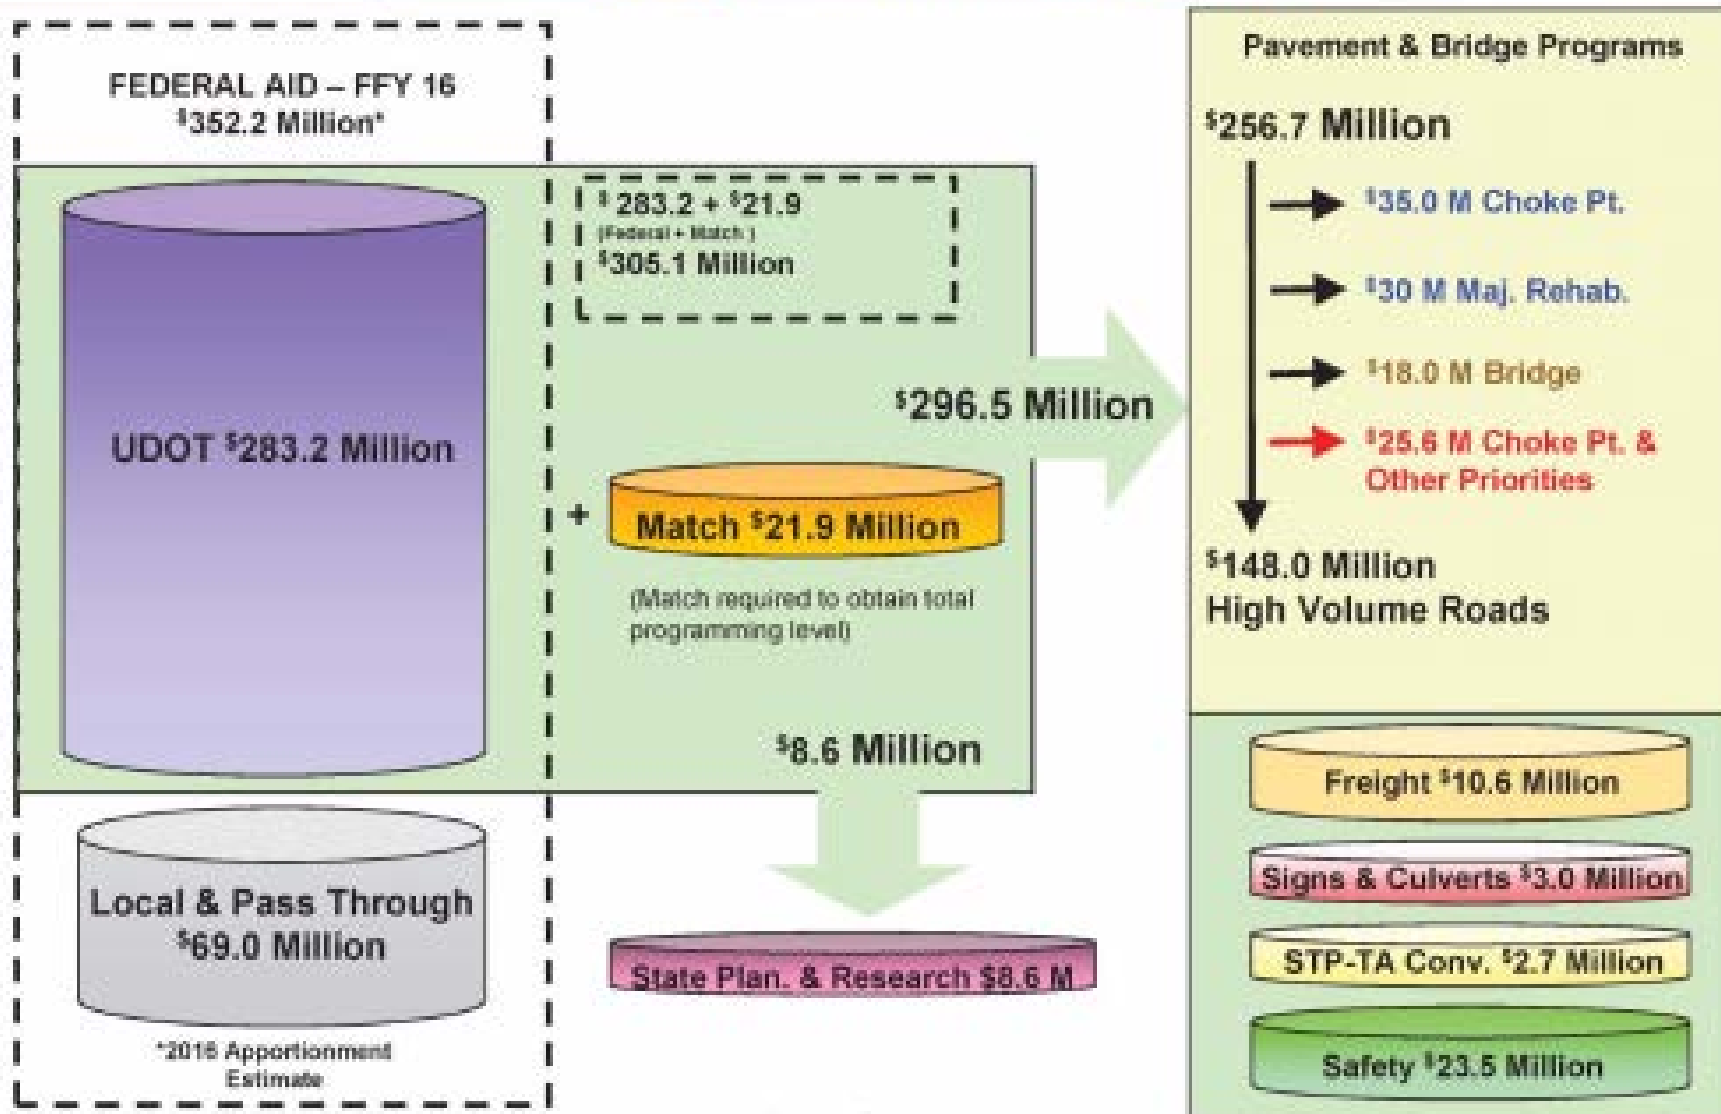 FEDERAL AID – FFY 16
$352.2 Million*
UDOT $283.2 Million
Local & Pass Through
$69.0 Million
*2016 Apportionment
Estimate
$ 283.2 + $21.9
(Federal + Match )
$305.1 Million
$296.5 Million
+
Match $21.9 Million
(Match required to obtain total
programming level)
$8.6 Million
State Plan. & Research $8.6 M
Pavement & Bridge Programs
$256.7 Million
$35.0 M Choke Pt.
$30 M Maj. Rehab.
$18.0 M Bridge
$25.6 M Choke Pt. &
Other Priorities
$148.0 Million
High Volume Roads
Freight $10.6 Million
Signs & Culverts $3.0 Million
STP-TA Conv. $2.7 Million
Safety $23.5 Million